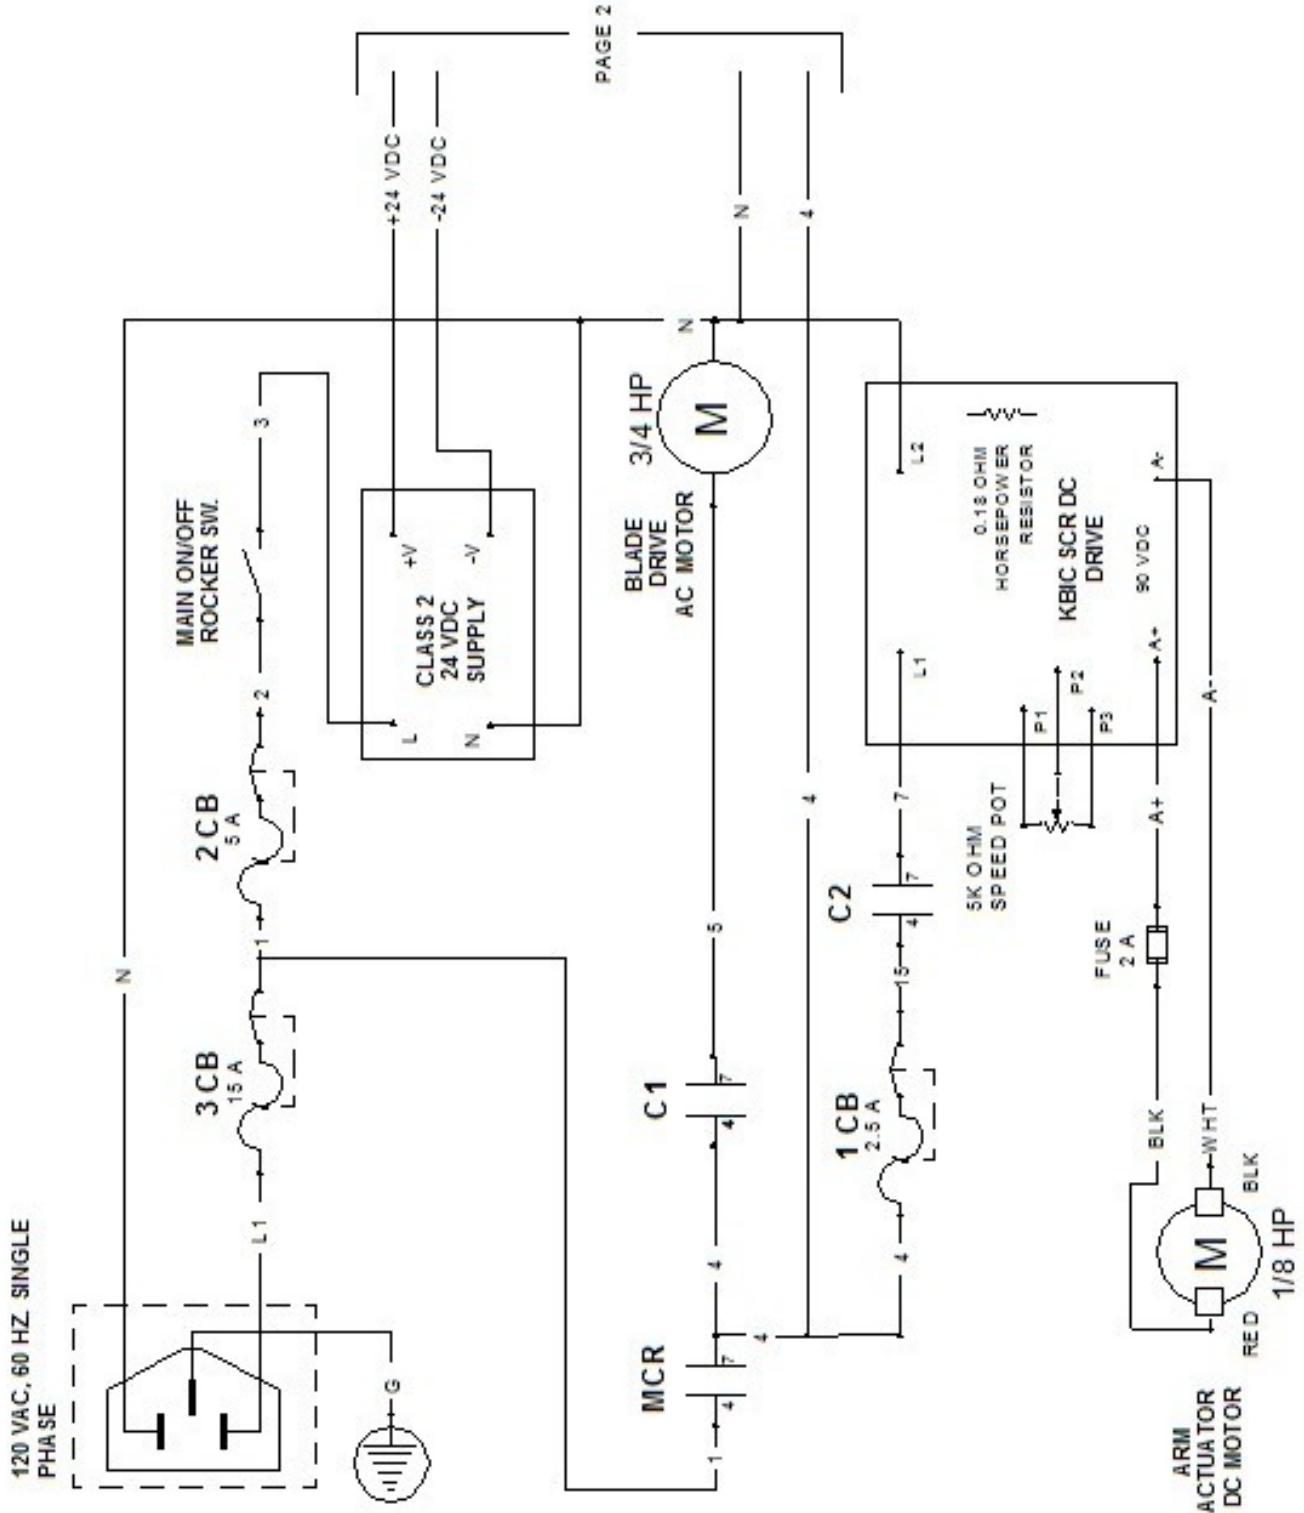 120 VAC, 60 HZ. SINGLE
PHASE
N
L1
G
3CB
15 A
1
2CB
5 A
2
MAIN ON/OFF
ROCKER SW.
3
L
N
CLASS 2
24 VDC
SUPPLY
+V
-V
+24 VDC
-24 VDC
PAGE 2
1
MCR
4
7
4
4
C1
4
7
5
BLADE
DRIVE
AC MOTOR
3/4 HP
M
N
N
4
4
4
1 CB
2.5 A
15
C2
4
7
7
L1
L2
0.18 OHM
HORSEPOWER
RESISTOR
KBIC SCR DC
DRIVE
90 VDC
5K OHM
SPEED POT
P1
P2
P3
A+
A-
A+
A-
FUSE
2 A
BLK
WHT
RED
BLK
M
1/8 HP
ARM
ACTUATOR
DC MOTOR